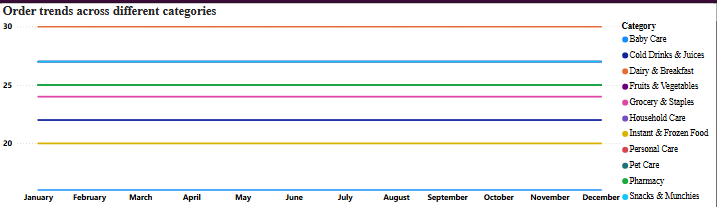 Order trends across different categories
30
25
20
January February March April May June July August September October November December
Category
Baby Care
Cold Drinks & Juices
Dairy & Breakfast
Fruits & Vegetables
Grocery & Staples
Household Care
Instant & Frozen Food
Personal Care
Pet Care
Pharmacy
Snacks & Munchies